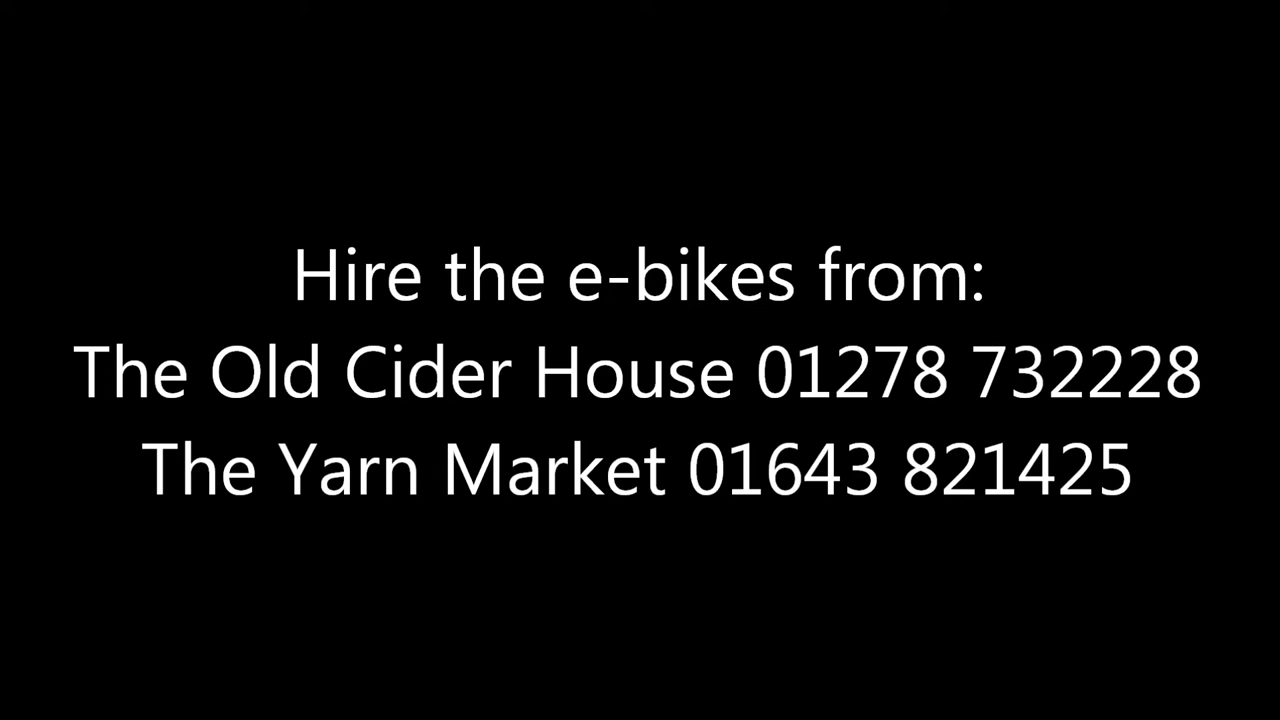 Hire the e-bikes from:
The Old Cider House 01278 732228
The Yarn Market 01643 821425